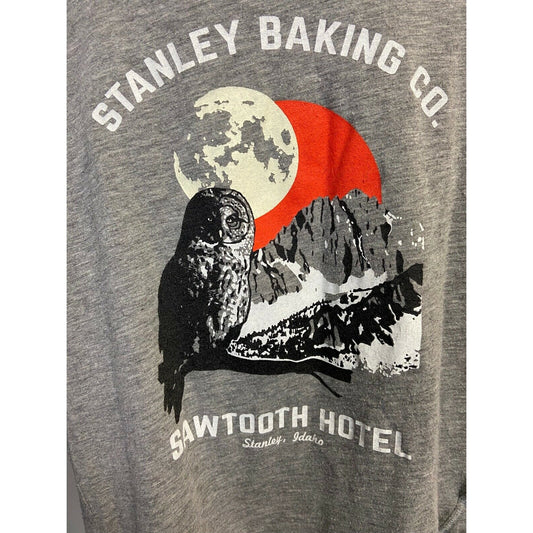 STANLEY BAKING CO.
SAWTOOTH HOTEL
Stanley, Idaho